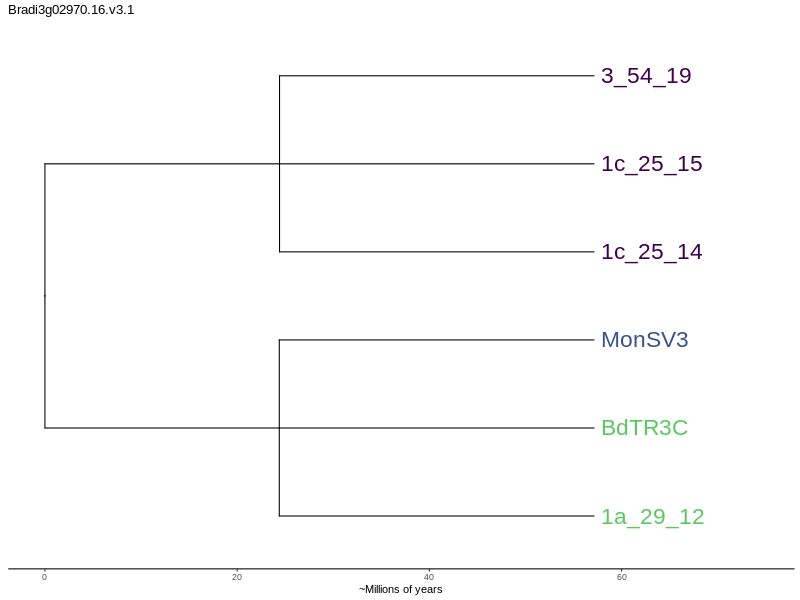 Bradi3g02970.16.v3.1
3_54_19
1c_25_15
1c_25_14
MonSV3
BdTR3C
1a_29_12
0 20 40 60
~Millions of years